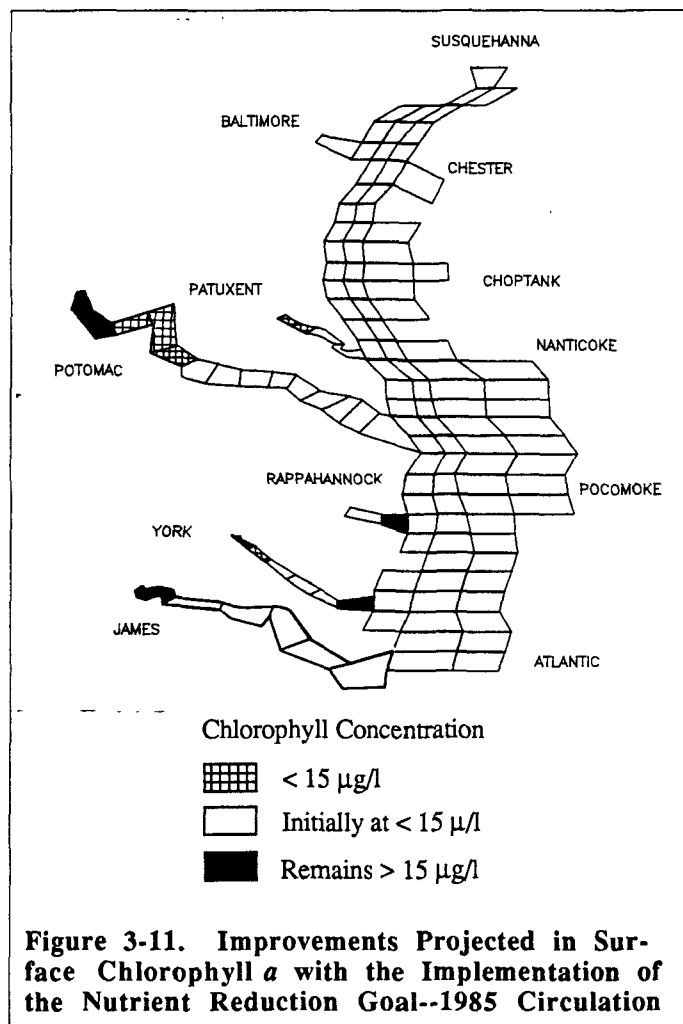 SUSQUEHANNA
BALTIMORE
CHESTER
CHOPTANK
PATUXENT
NANTICOKE
POTOMAC
RAPPAHANNOCK
POCOMOKE
YORK
JAMES
ATLANTIC
Chlorophyll Concentration
< 15 μg/l
Initially at < 15 μ/l
Remains > 15 μg/l
Figure 3-11. Improvements Projected in Sur-
face Chlorophyll a with the Implementation of
the Nutrient Reduction Goal--1985 Circulation